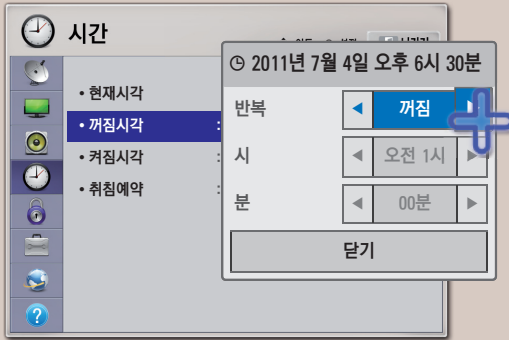 시간
• 현재시각
• 꺼짐시각 :
• 켜짐시각 :
• 취침예약 :
2011년 7월 4일 오후 6시 30분
반복 ◀ 꺼짐
시 ◀ 오전 1시 ▶
분 ◀ 00분 ▶
닫기